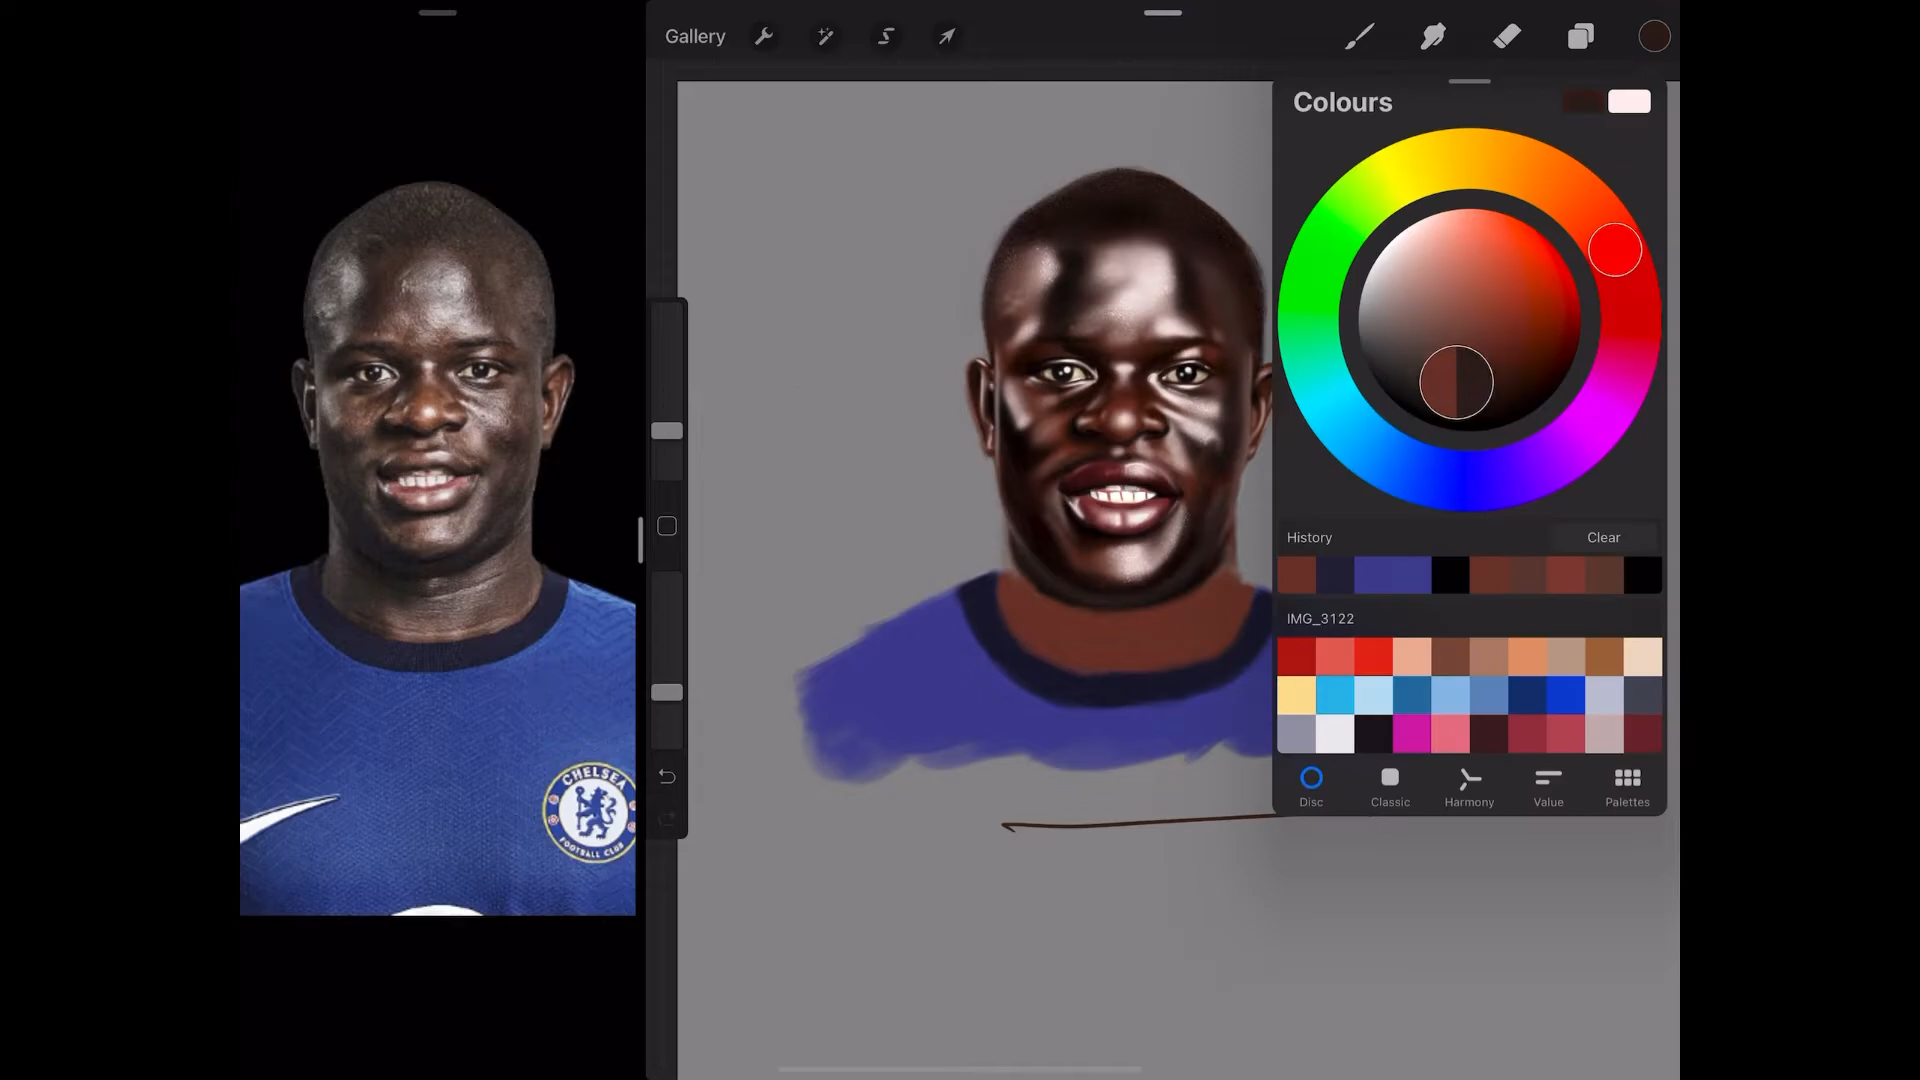 Gallery
Colours
History
Clear
IMG_3122
Disc
Classic
Harmony
Value
Palettes
CHELSEA
FOOTBALL CLUB